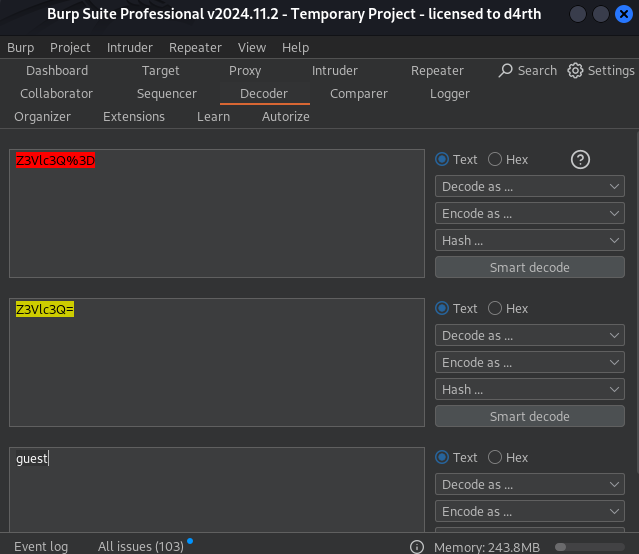 Burp Suite Professional v2024.11.2 - Temporary Project - licensed to d4rth
Burp Project Intruder Repeater View Help
Dashboard Target Proxy Intruder Repeater Search Settings
Collaborator Sequencer Decoder Comparer Logger
Organizer Extensions Learn Autorize
Z3Vlc3Q%3D
Text Hex ?
Decode as ...
Encode as ...
Hash ...
Smart decode
Z3Vlc3Q=
Text Hex
Decode as ...
Encode as ...
Hash ...
Smart decode
guest
Text Hex
Decode as ...
Encode as ...
Event log All issues (103) Memory: 243.8MB